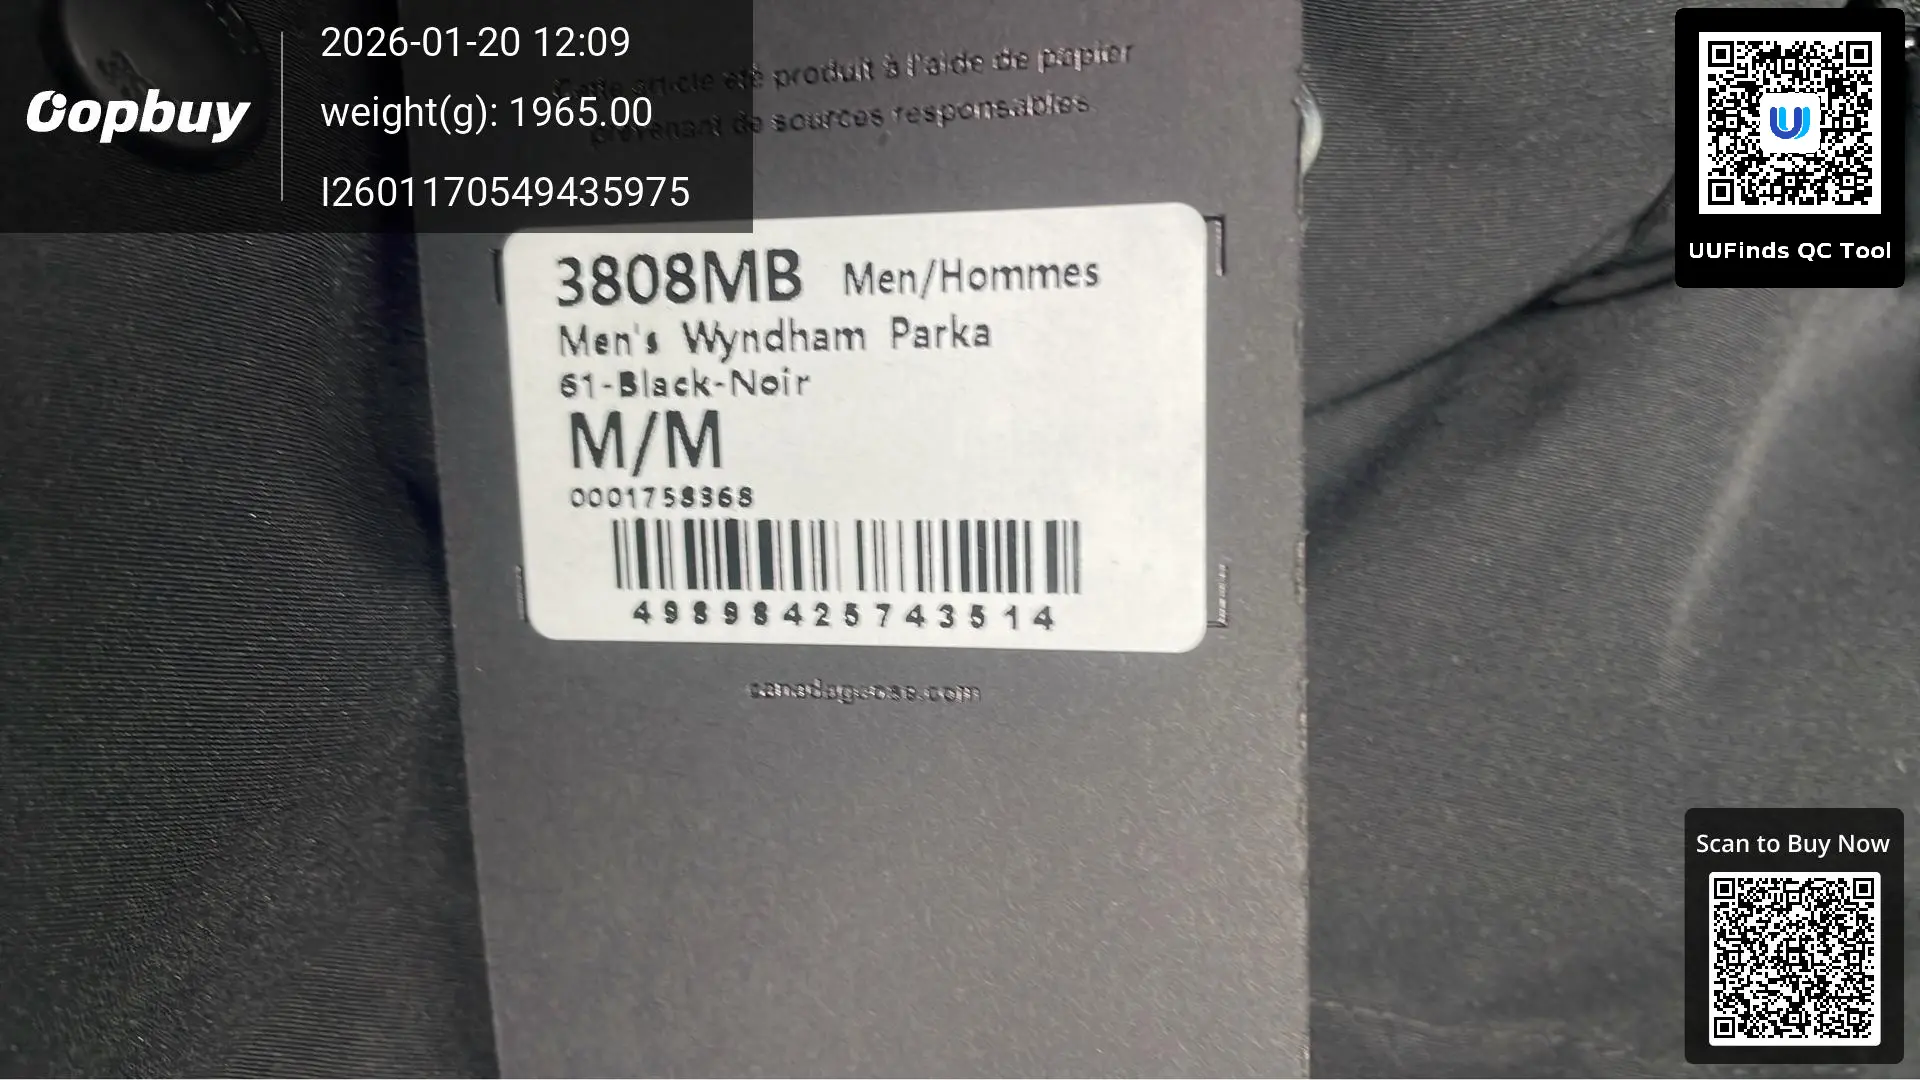 2026-01-20 12:09
oopbuy
weight(g): 1965.00
I2601170549435975
Cette article été produit à l'aide de papier
provenant de sources responsables
3808MB Men/Hommes
Men's Wyndham Parka
61-Black-Noir
M/M
0001758368
49898425743514
canadagoose.com
UUFinds QC Tool
Scan to Buy Now